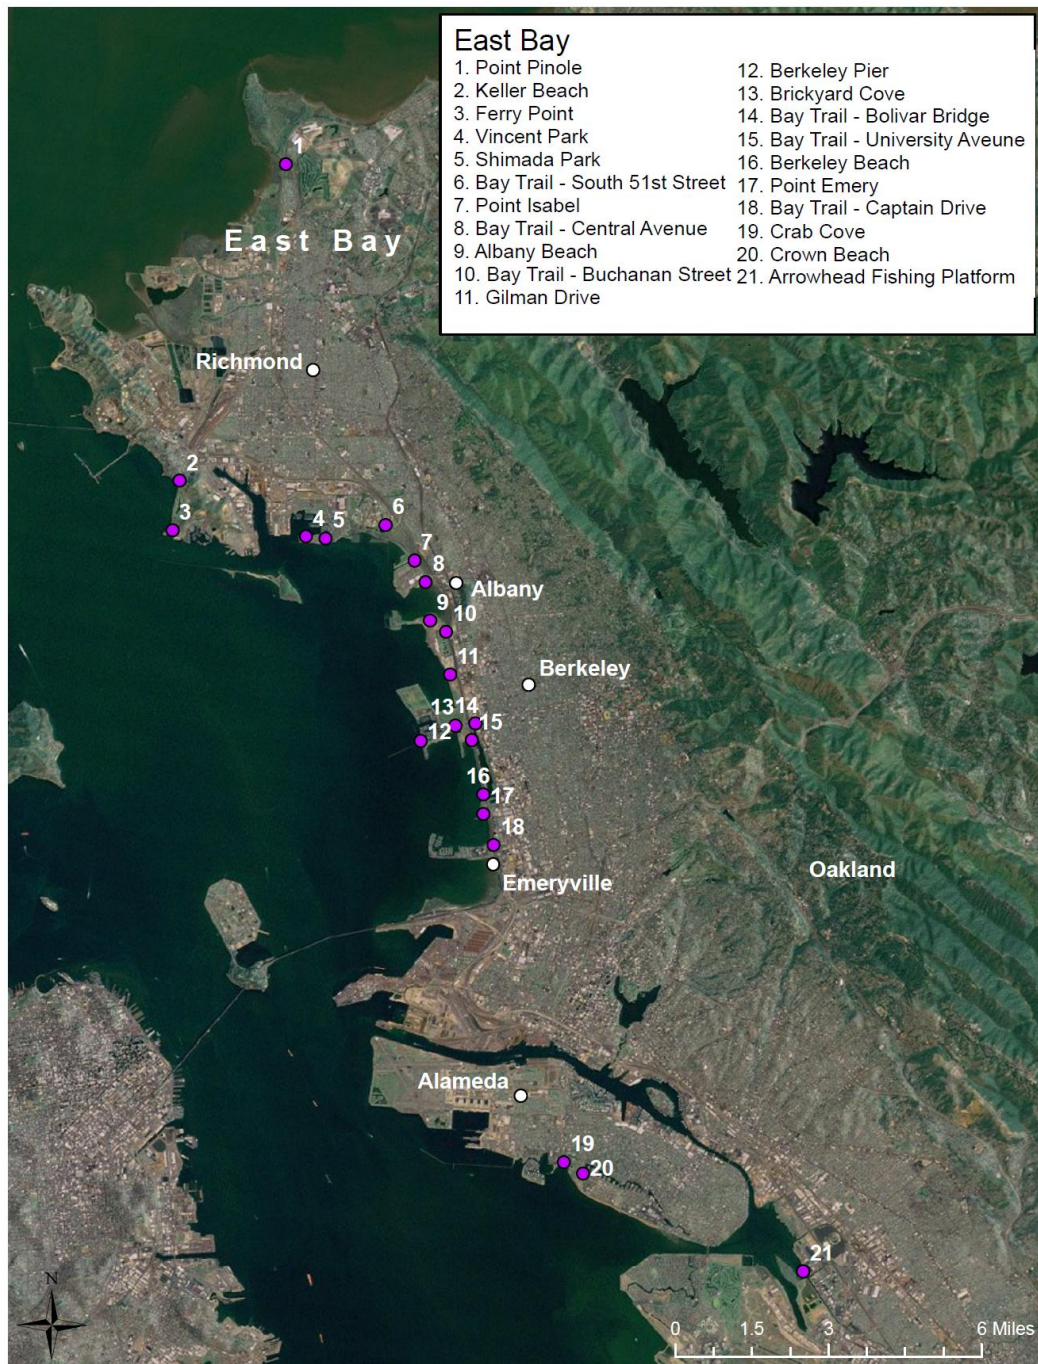 East Bay
1. Point Pinole
2. Keller Beach
3. Ferry Point
4. Vincent Park
5. Shimada Park
6. Bay Trail - South 51st Street
7. Point Isabel
8. Bay Trail - Central Avenue
9. Albany Beach
10. Bay Trail - Buchanan Street
11. Gilman Drive
12. Berkeley Pier
13. Brickyard Cove
14. Bay Trail - Bolivar Bridge
15. Bay Trail - University Aveune
16. Berkeley Beach
17. Point Emery
18. Bay Trail - Captain Drive
19. Crab Cove
20. Crown Beach
21. Arrowhead Fishing Platform
1
East Bay
Richmond
2
3
4
5
6
7
8
Albany
9
10
11
Berkeley
13
14
15
12
16
17
18
Emeryville
Oakland
Alameda
19
20
21
N
0
1.5
3
6 Miles